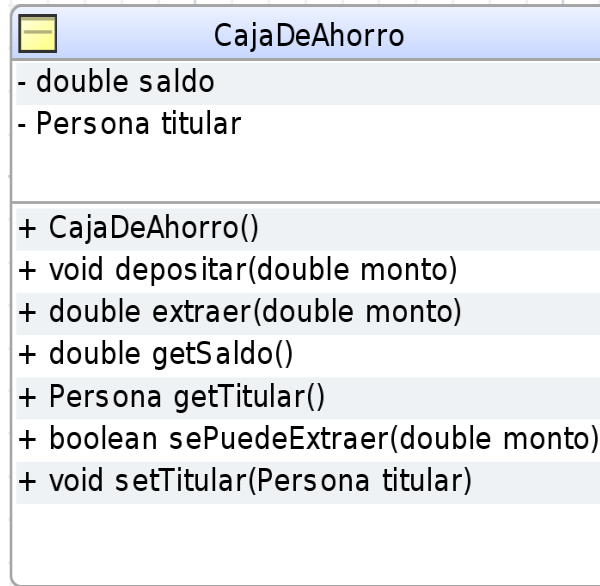 CajaDeAhorro
- double saldo
- Persona titular
+ CajaDeAhorro()
+ void depositar(double monto)
+ double extraer(double monto)
+ double getSaldo()
+ Persona getTitular()
+ boolean sePuedeExtraer(double monto)
+ void setTitular(Persona titular)